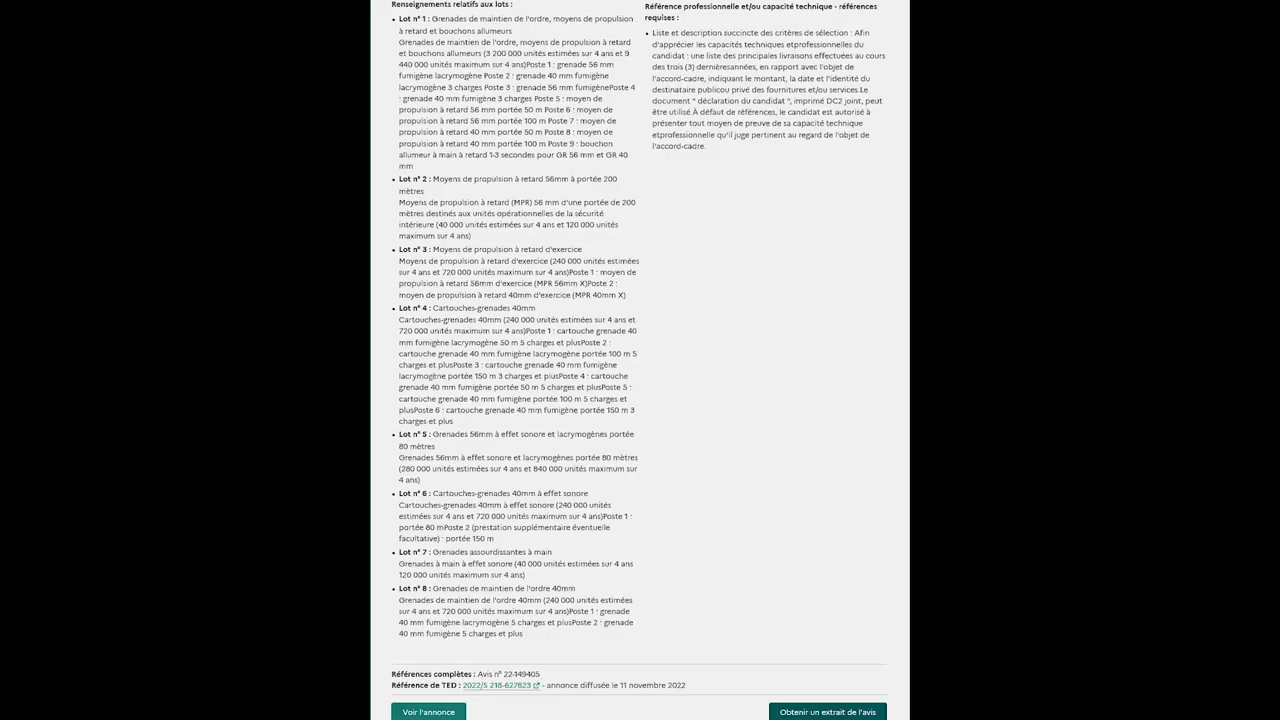 Renseignements relatifs aux lots :
• Lot n° 1 : Grenades de maintien de l'ordre, moyens de propulsion
à retard et bouchons allumeurs
Grenades de maintien de l'ordre, moyens de propulsion à retard
et bouchons allumeurs (3 200 000 unités estimées sur 4 ans et 9
440 000 unités maximum sur 4 ans)Poste 1 : grenade 56 mm
fumigène lacrymogène Poste 2 : grenade 40 mm fumigène
lacrymogène 3 charges Poste 3 : grenade 56 mm fumigènePoste 4
: grenade 40 mm fumigène 3 charges Poste 5 : moyen de
propulsion à retard 56 mm portée 50 m Poste 6 : moyen de
propulsion à retard 56 mm portée 100 m Poste 7 : moyen de
propulsion à retard 40 mm portée 50 m Poste 8 : moyen de
propulsion à retard 40 mm portée 100 m Poste 9 : bouchon
allumeur à main à retard 1-3 secondes pour GR 56 mm et GR 40
mm
• Lot n° 2 : Moyens de propulsion à retard 56mm à portée 200
mètres
Moyens de propulsion à retard (MPR) 56 mm d'une portée de 200
mètres destinés aux unités opérationnelles de la sécurité
intérieure (40 000 unités estimées sur 4 ans et 120 000 unités
maximum sur 4 ans)
• Lot n° 3 : Moyens de propulsion à retard d'exercice
Moyens de propulsion à retard d'exercice (240 000 unités estimées
sur 4 ans et 720 000 unités maximum sur 4 ans)Poste 1 : moyen de
propulsion à retard 56mm d'exercice (MPR 56mm X)Poste 2 :
moyen de propulsion à retard 40mm d'exercice (MPR 40mm X)
• Lot n° 4 : Cartouches-grenades 40mm
Cartouches-grenades 40mm (240 000 unités estimées sur 4 ans et
720 000 unités maximum sur 4 ans)Poste 1 : cartouche grenade 40
mm fumigène lacrymogène 50 m 5 charges et plusPoste 2 :
cartouche grenade 40 mm fumigène lacrymogène portée 100 m 5
charges et plusPoste 3 : cartouche grenade 40 mm fumigène
lacrymogène portée 150 m 3 charges et plusPoste 4 : cartouche
grenade 40 mm fumigène portée 50 m 5 charges et plusPoste 5 :
cartouche grenade 40 mm fumigène portée 100 m 5 charges et
plusPoste 6 : cartouche grenade 40 mm fumigène portée 150 m 3
charges et plus
• Lot n° 5 : Grenades 56mm à effet sonore et lacrymogènes portée
80 mètres
Grenades 56mm à effet sonore et lacrymogènes portée 80 mètres
(280 000 unités estimées sur 4 ans et 840 000 unités maximum sur
4 ans)
• Lot n° 6 : Cartouches-grenades 40mm à effet sonore
Cartouches-grenades 40mm à effet sonore (240 000 unités
estimées sur 4 ans et 720 000 unités maximum sur 4 ans)Poste 1 :
portée 80 mPoste 2 (prestation supplémentaire éventuelle
facultative) : portée 150 m
• Lot n° 7 : Grenades assourdissantes à main
Grenades à main à effet sonore (40 000 unités estimées sur 4 ans
120 000 unités maximum sur 4 ans)
• Lot n° 8 : Grenades de maintien de l'ordre 40mm
Grenades de maintien de l'ordre 40mm (240 000 unités estimées
sur 4 ans et 720 000 unités maximum sur 4 ans)Poste 1 : grenade
40 mm fumigène lacrymogène 5 charges et plusPoste 2 : grenade
40 mm fumigène 5 charges et plus
Référence professionelle et/ou capacité technique - références
requises :
• Liste et description succincte des critères de sélection : Afin
d'apprécier les capacités techniques etprofessionnelles du
candidat : une liste des principales livraisons effectuées au cours
des trois (3) dernièresannées, en rapport avec l'objet de
l'accord-cadre, indiquant le montant, la date et l'identité du
destinataire publicou privé des fournitures et/ou services.Le
document " déclaration du candidat ", imprimé DC2 joint, peut
être utilisé.À défaut de références, le candidat est autorisé à
présenter tout moyen de preuve de sa capacité technique
etprofessionnelle qu'il juge pertinent au regard de l'objet de
l'accord-cadre.
Références complètes : Avis n° 22-149405
Référence de TED : 2022/S 218-627823 - annonce diffusée le 11 novembre 2022
Voir l'annonce
Obtenir un extrait de l'avis